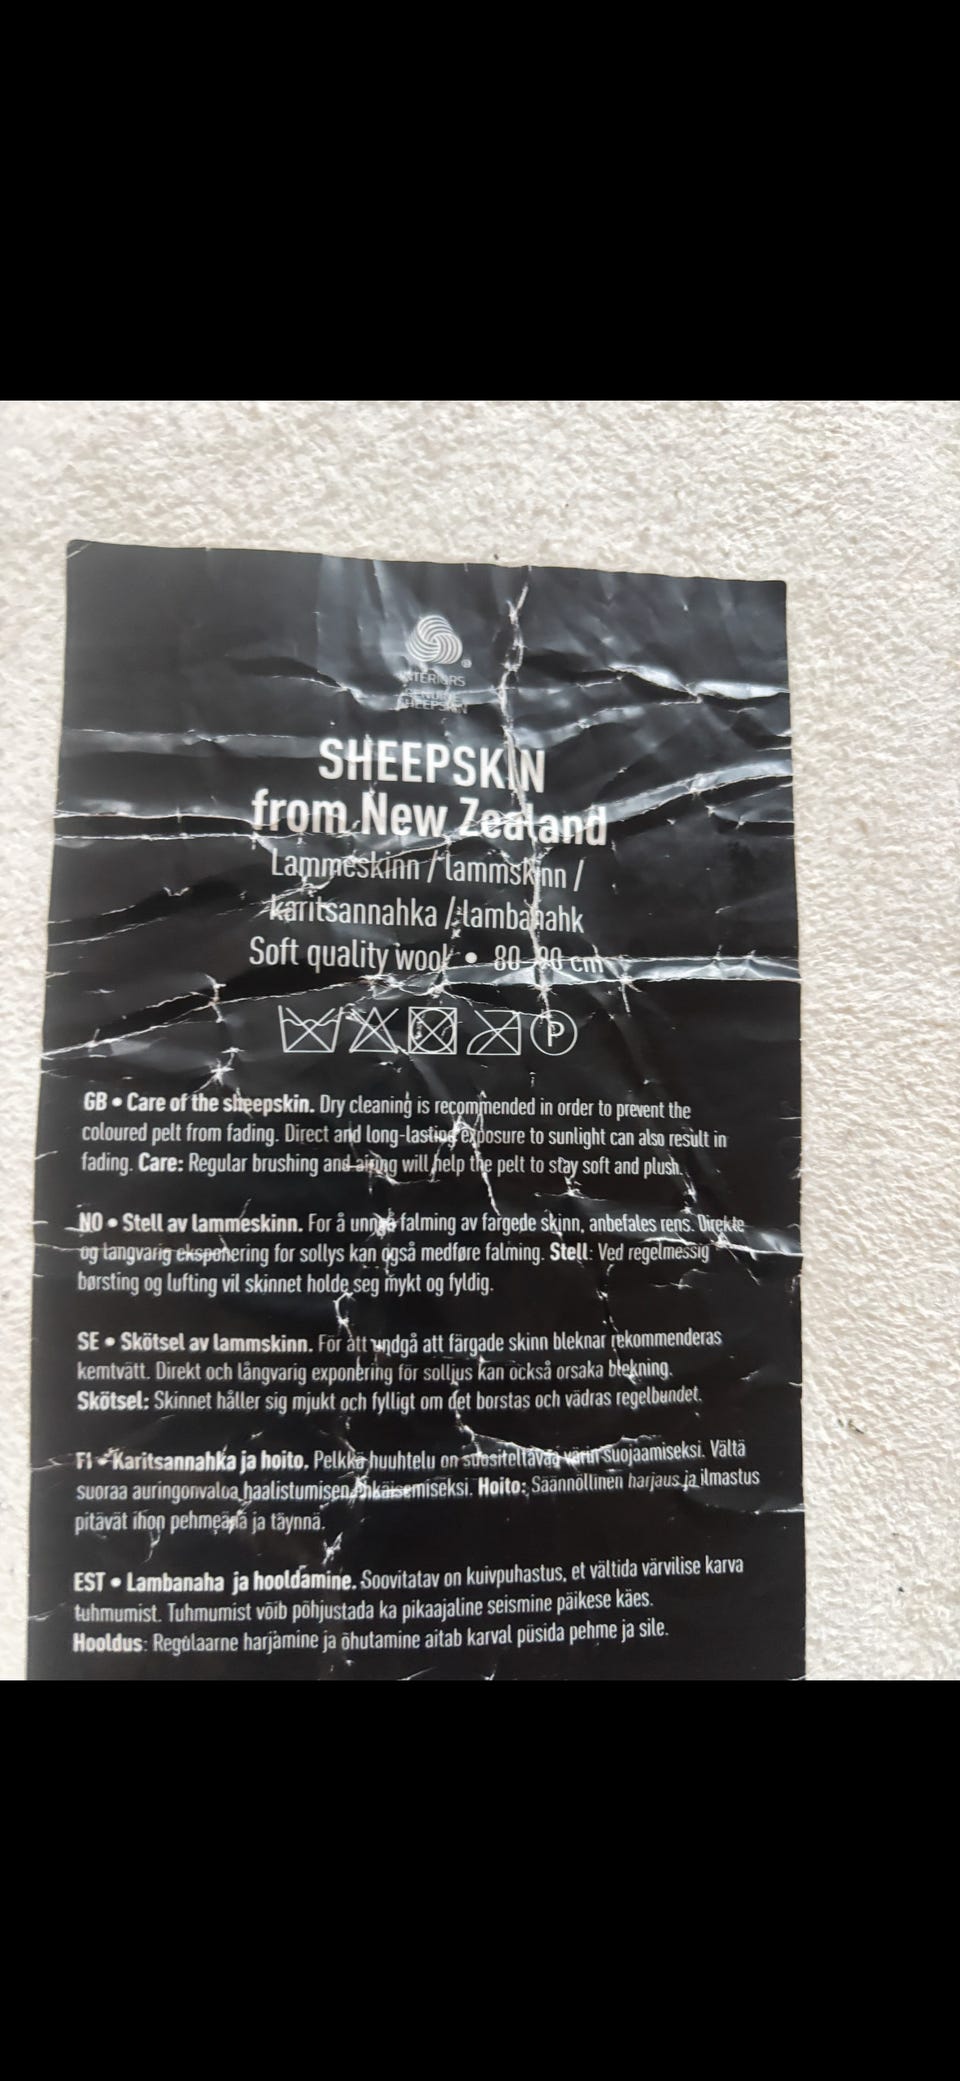 INTERIORS
GENUINE
SHEEPSKIN
SHEEPSKIN
from New Zealand
Lammeskinn / lammskinn /
karitsannahka / lambanahk
Soft quality wool • 80-90 cm
P
GB • Care of the sheepskin. Dry cleaning is recommended in order to prevent the
coloured pelt from fading. Direct and long-lasting exposure to sunlight can also result in
fading. Care: Regular brushing and airing will help the pelt to stay soft and plush.
NO • Stell av lammeskinn. For å unngå falming av fargede skinn, anbefales rens. Direkte
og langvarig eksponering for sollys kan også medføre falming. Stell: Ved regelmessig
børsting og lufting vil skinnet holde seg mykt og fyldig.
SE • Skötsel av lammskinn. För att undgå att färgade skinn bleknar rekommenderas
kemtvätt. Direkt och långvarig exponering för solljus kan också orsaka blekning.
Skötsel: Skinnet håller sig mjukt och fylligt om det borstas och vädras regelbundet.
FI • Karitsannahka ja hoito. Pelkkä huuhtelu on suositeltavaa värin suojaamiseksi. Vältä
suoraa auringonvaloa haalistumisen ehkäisemiseksi. Hoito: Säännöllinen harjaus ja ilmastus
pitävät ihon pehmeänä ja täynnä.
EST • Lambanaha ja hooldamine. Soovitatav on kuivpuhastus, et vältida värvilise karva
tuhmumist. Tuhmumist võib põhjustada ka pikaajaline seismine päikese käes.
Hooldus: Regulaarne harjamine ja õhutamine aitab karval püsida pehme ja sile.